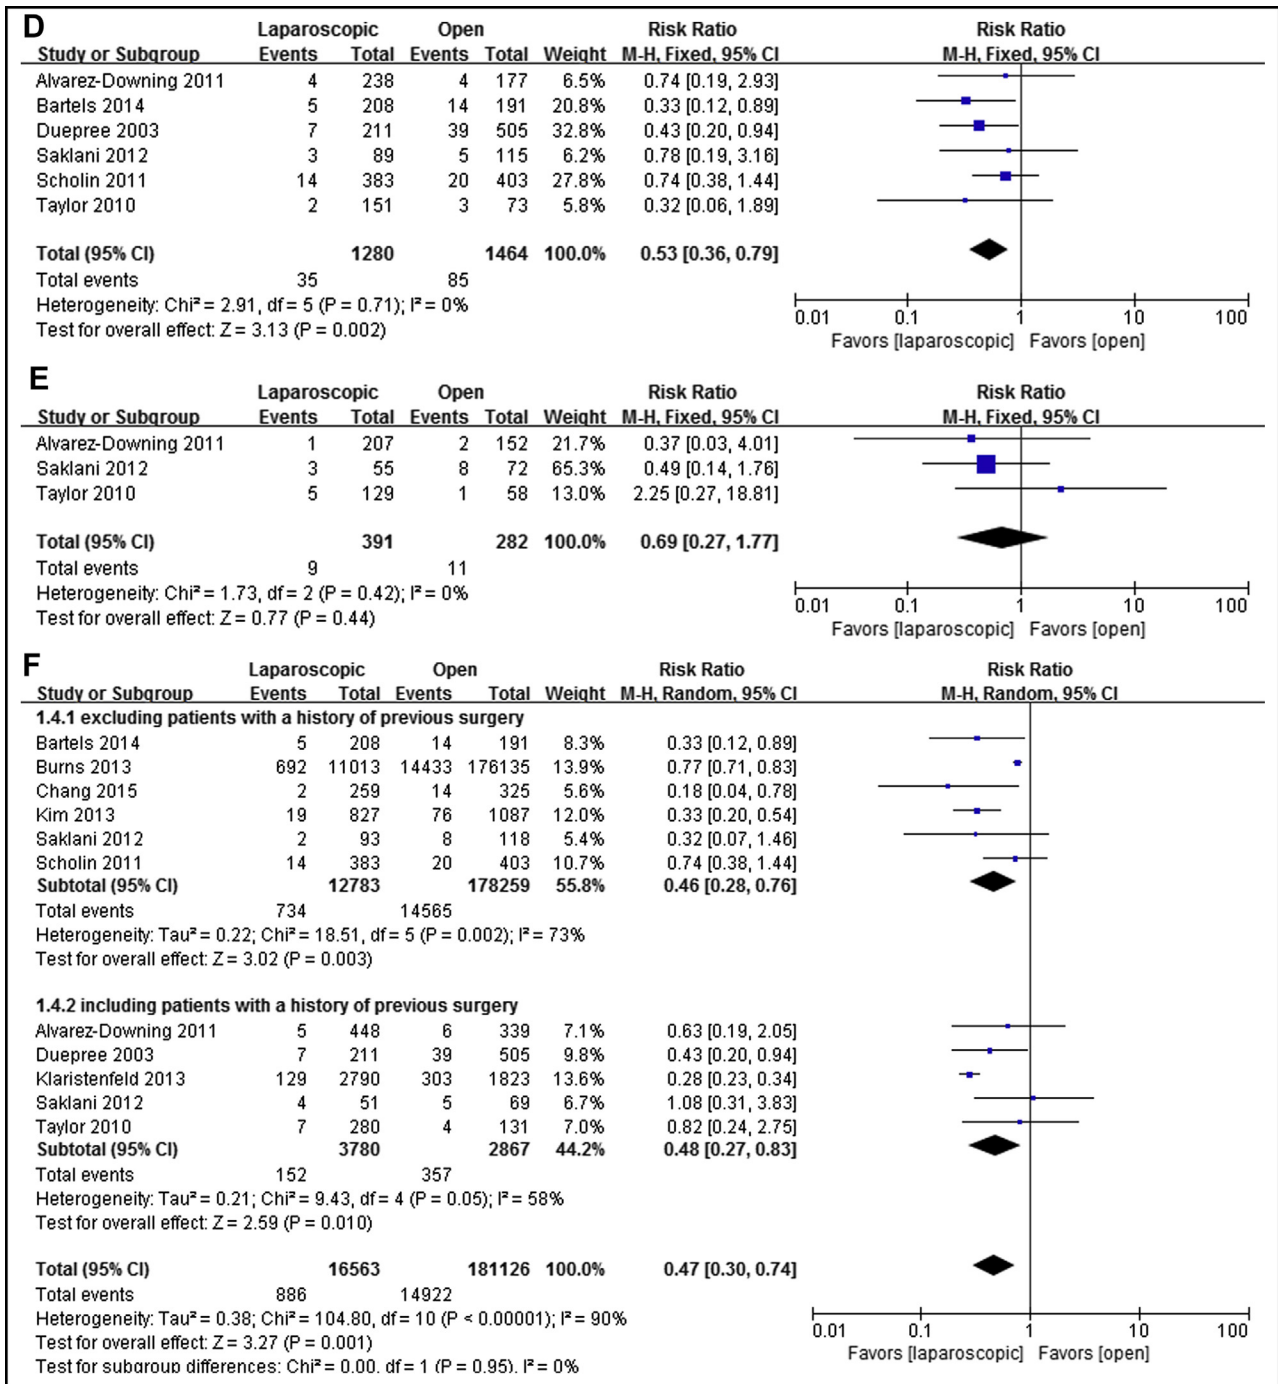 D
Laparoscopic Open Risk Ratio Risk Ratio
Study or Subgroup Events Total Events Total Weight M-H, Fixed, 95% CI M-H, Fixed, 95% CI
Alvarez-Downing 2011 4 238 4 177 6.5% 0.74 [0.19, 2.93]
Bartels 2014 5 208 14 191 20.8% 0.33 [0.12, 0.89]
Duepree 2003 7 211 39 505 32.8% 0.43 [0.20, 0.94]
Saklani 2012 3 89 5 115 6.2% 0.78 [0.19, 3.16]
Scholin 2011 14 383 20 403 27.8% 0.74 [0.38, 1.44]
Taylor 2010 2 151 3 73 5.8% 0.32 [0.06, 1.89]
Total (95% CI) 1280 1464 100.0% 0.53 [0.36, 0.79]
Total events 35 85
Heterogeneity: Chi² = 2.91, df = 5 (P = 0.71); I² = 0%
Test for overall effect: Z = 3.13 (P = 0.002)
0.01 0.1 1 10 100
Favors [laparoscopic] Favors [open]
E
Laparoscopic Open Risk Ratio Risk Ratio
Study or Subgroup Events Total Events Total Weight M-H, Fixed, 95% CI M-H, Fixed, 95% CI
Alvarez-Downing 2011 1 207 2 152 21.7% 0.37 [0.03, 4.01]
Saklani 2012 3 55 8 72 65.3% 0.49 [0.14, 1.76]
Taylor 2010 5 129 1 58 13.0% 2.25 [0.27, 18.81]
Total (95% CI) 391 282 100.0% 0.69 [0.27, 1.77]
Total events 9 11
Heterogeneity: Chi² = 1.73, df = 2 (P = 0.42); I² = 0%
Test for overall effect: Z = 0.77 (P = 0.44)
0.01 0.1 1 10 100
Favors [laparoscopic] Favors [open]
F
Laparoscopic Open Risk Ratio Risk Ratio
Study or Subgroup Events Total Events Total Weight M-H, Random, 95% CI M-H, Random, 95% CI
1.4.1 excluding patients with a history of previous surgery
Bartels 2014 5 208 14 191 8.3% 0.33 [0.12, 0.89]
Burns 2013 692 11013 14433 176135 13.9% 0.77 [0.71, 0.83]
Chang 2015 2 259 14 325 5.6% 0.18 [0.04, 0.78]
Kim 2013 19 827 76 1087 12.0% 0.33 [0.20, 0.54]
Saklani 2012 2 93 8 118 5.4% 0.32 [0.07, 1.46]
Scholin 2011 14 383 20 403 10.7% 0.74 [0.38, 1.44]
Subtotal (95% CI) 12783 178259 55.8% 0.46 [0.28, 0.76]
Total events 734 14565
Heterogeneity: Tau² = 0.22; Chi² = 18.51, df = 5 (P = 0.002); I² = 73%
Test for overall effect: Z = 3.02 (P = 0.003)
1.4.2 including patients with a history of previous surgery
Alvarez-Downing 2011 5 448 6 339 7.1% 0.63 [0.19, 2.05]
Duepree 2003 7 211 39 505 9.8% 0.43 [0.20, 0.94]
Klaristenfeld 2013 129 2790 303 1823 13.6% 0.28 [0.23, 0.34]
Saklani 2012 4 51 5 69 6.7% 1.08 [0.31, 3.83]
Taylor 2010 7 280 4 131 7.0% 0.82 [0.24, 2.75]
Subtotal (95% CI) 3780 2867 44.2% 0.48 [0.27, 0.83]
Total events 152 357
Heterogeneity: Tau² = 0.21; Chi² = 9.43, df = 4 (P = 0.05); I² = 58%
Test for overall effect: Z = 2.59 (P = 0.010)
Total (95% CI) 16563 181126 100.0% 0.47 [0.30, 0.74]
Total events 886 14922
Heterogeneity: Tau² = 0.38; Chi² = 104.80, df = 10 (P < 0.00001); I² = 90%
Test for overall effect: Z = 3.27 (P = 0.001)
Test for subgroup differences: Chi² = 0.00, df = 1 (P = 0.95), I² = 0%
0.01 0.1 1 10 100
Favors [laparoscopic] Favors [open]